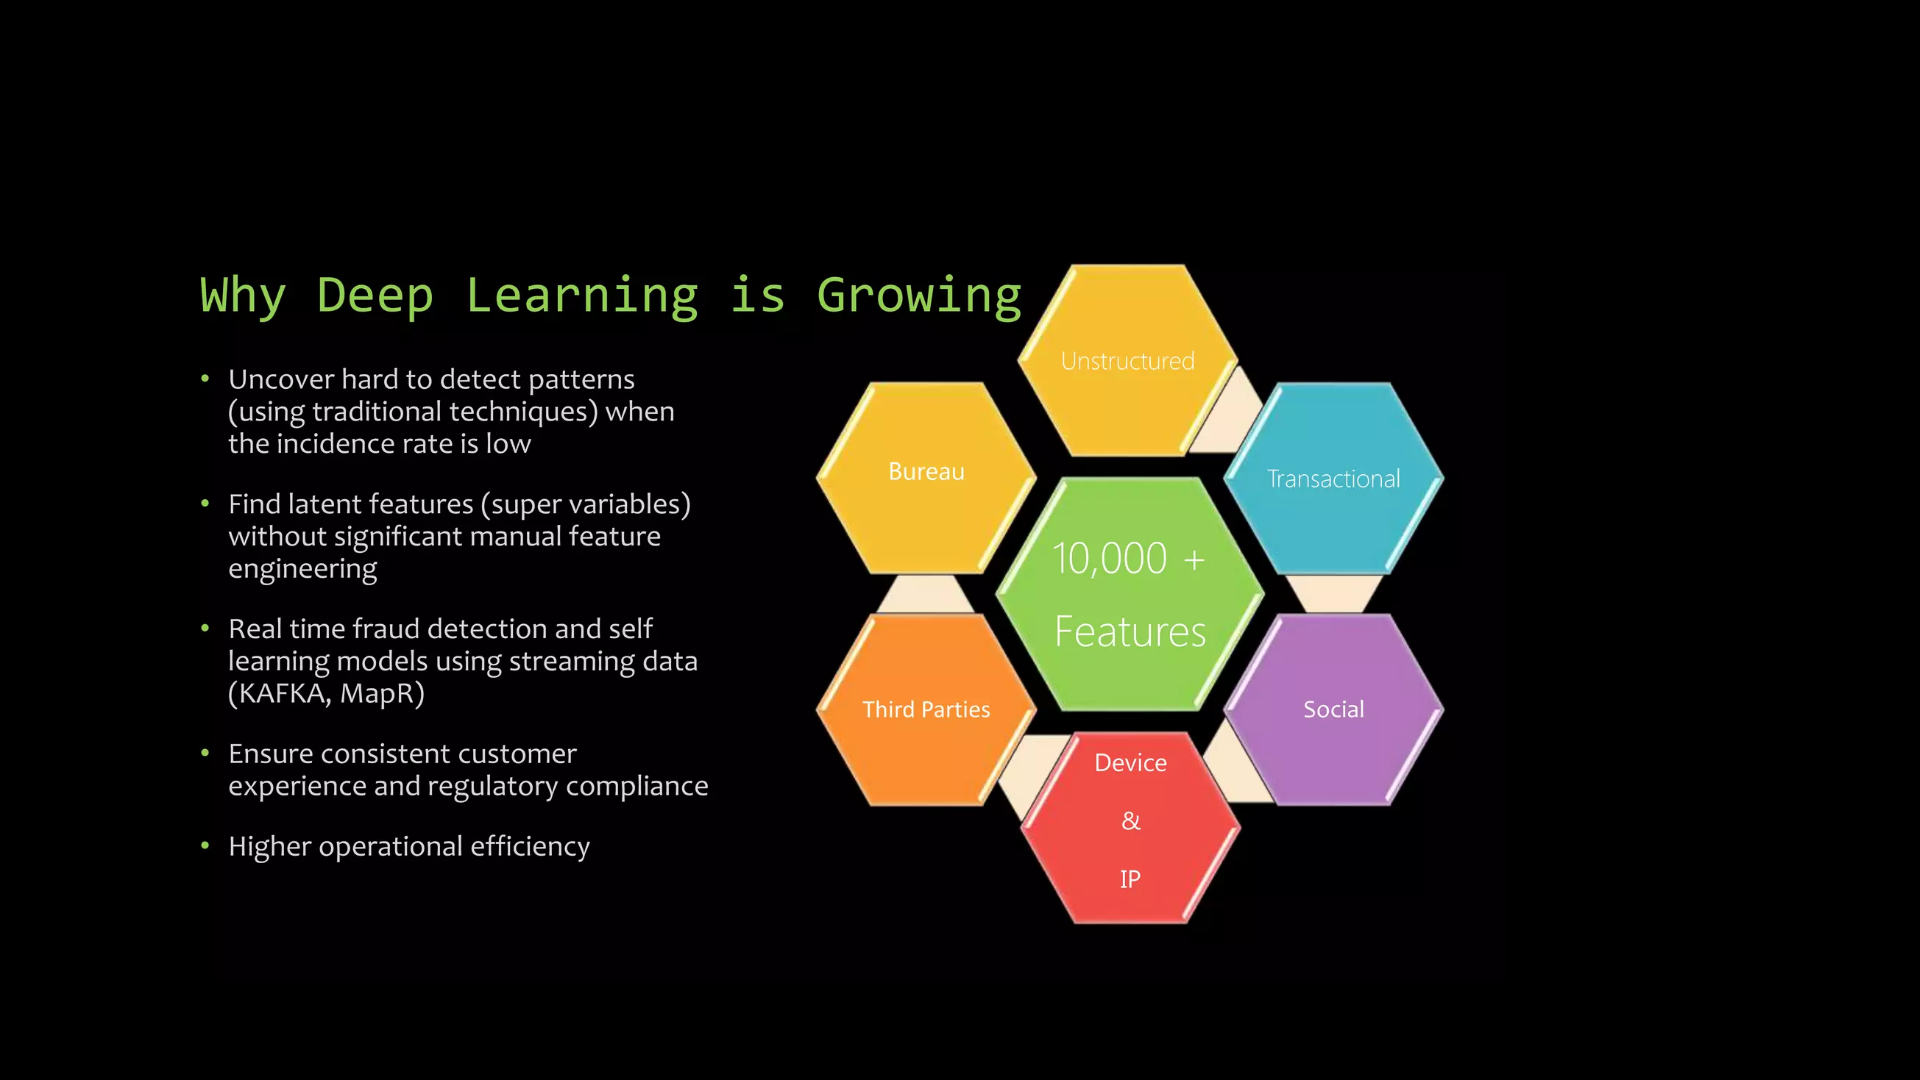 Why Deep Learning is Growing
• Uncover hard to detect patterns
(using traditional techniques) when
the incidence rate is low
• Find latent features (super variables)
without significant manual feature
engineering
• Real time fraud detection and self
learning models using streaming data
(KAFKA, MapR)
• Ensure consistent customer
experience and regulatory compliance
• Higher operational efficiency
Unstructured
Bureau
Transactional
10,000 +
Features
Third Parties
Social
Device
&
IP